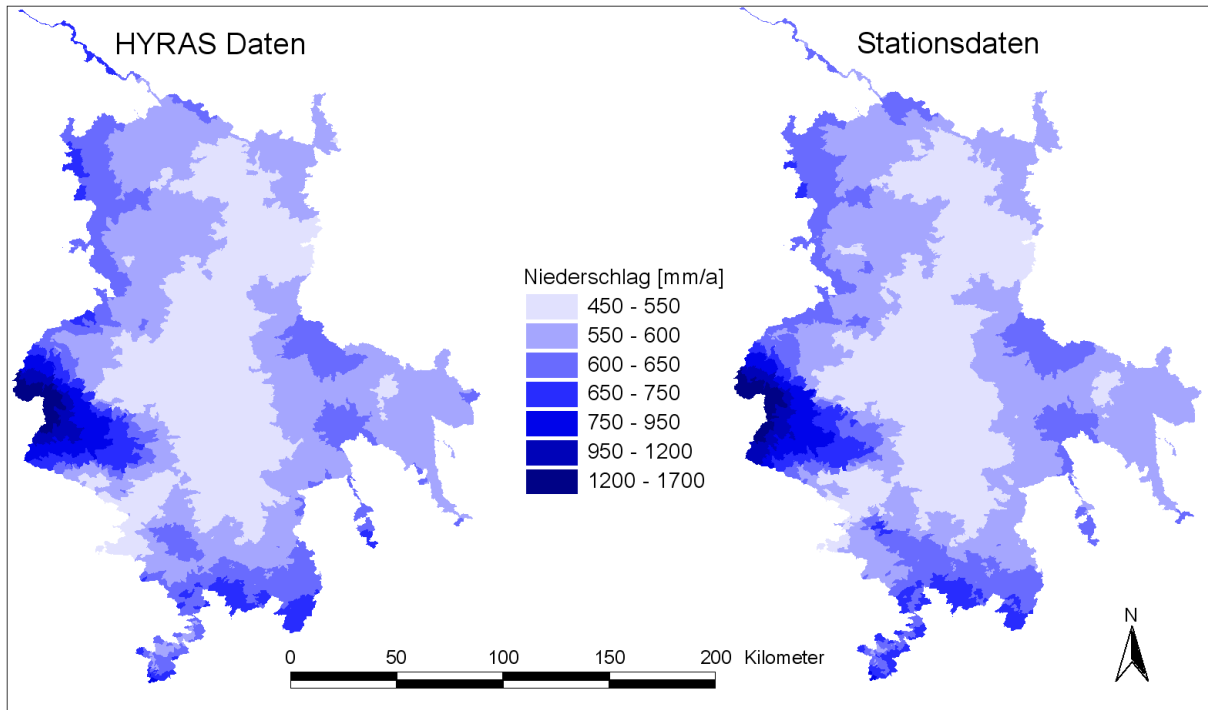 HYRAS Daten
Stationsdaten
Niederschlag [mm/a]
450 - 550
550 - 600
600 - 650
650 - 750
750 - 950
950 - 1200
1200 - 1700
N
0 50 100 150 200 Kilometer